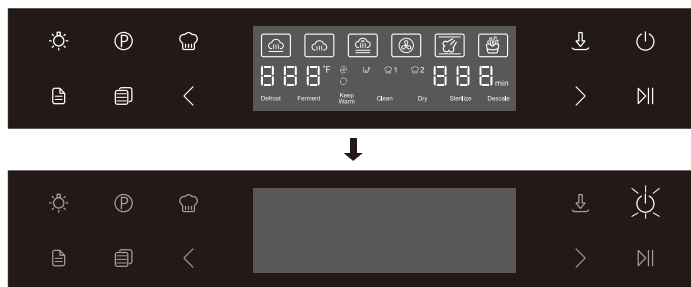 P
888°F 1 2 888min
Defrost Ferment Keep Warm Clean Dry Sterilize Descale
P